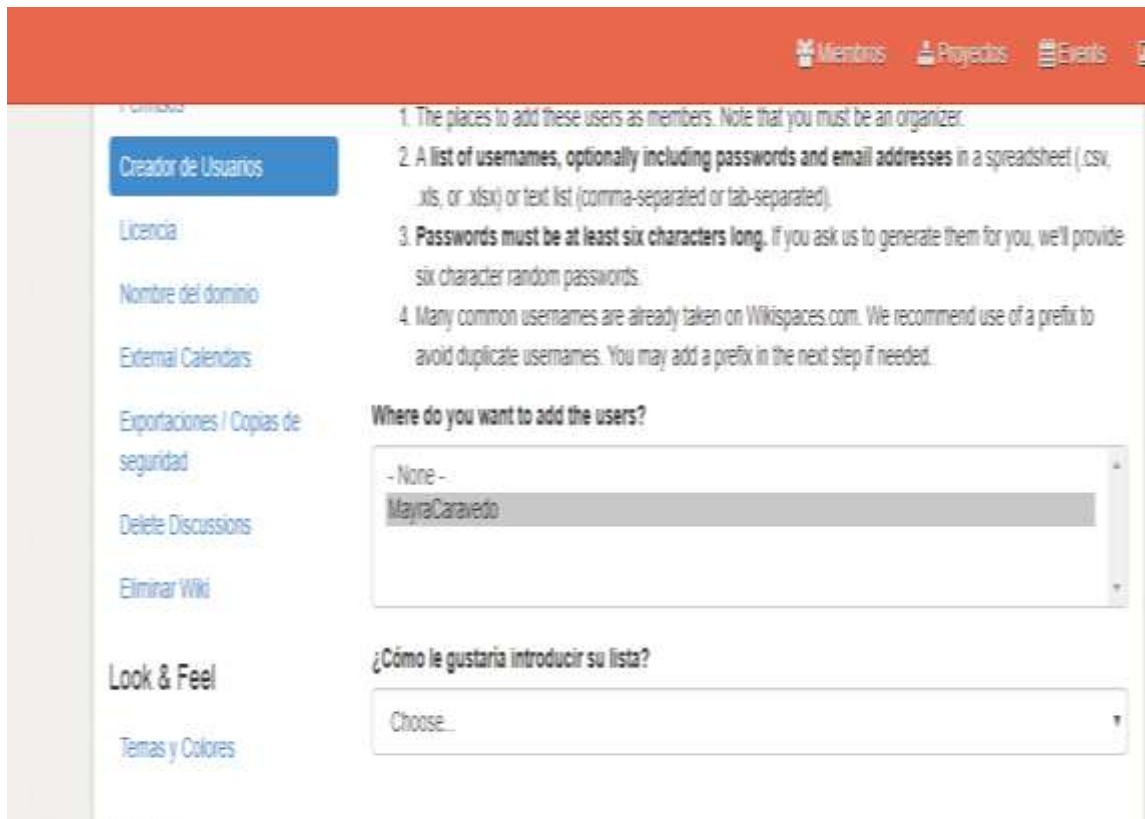 Miembros Proyectos Events
Permisos
Creador de Usuarios
Licencia
Nombre del dominio
External Calendars
Exportaciones / Copias de
seguridad
Delete Discussions
Eliminar Wiki
Look & Feel
Temas y Colores
1. The places to add these users as members. Note that you must be an organizer.
2. A list of usernames, optionally including passwords and email addresses in a spreadsheet (.csv,
.xls, or .xlsx) or text list (comma-separated or tab-separated).
3. Passwords must be at least six characters long. If you ask us to generate them for you, we'll provide
six character random passwords.
4. Many common usernames are already taken on Wikispaces.com. We recommend use of a prefix to
avoid duplicate usernames. You may add a prefix in the next step if needed.
Where do you want to add the users?
- None -
MayraCaravedo
¿Cómo le gustaría introducir su lista?
Choose...